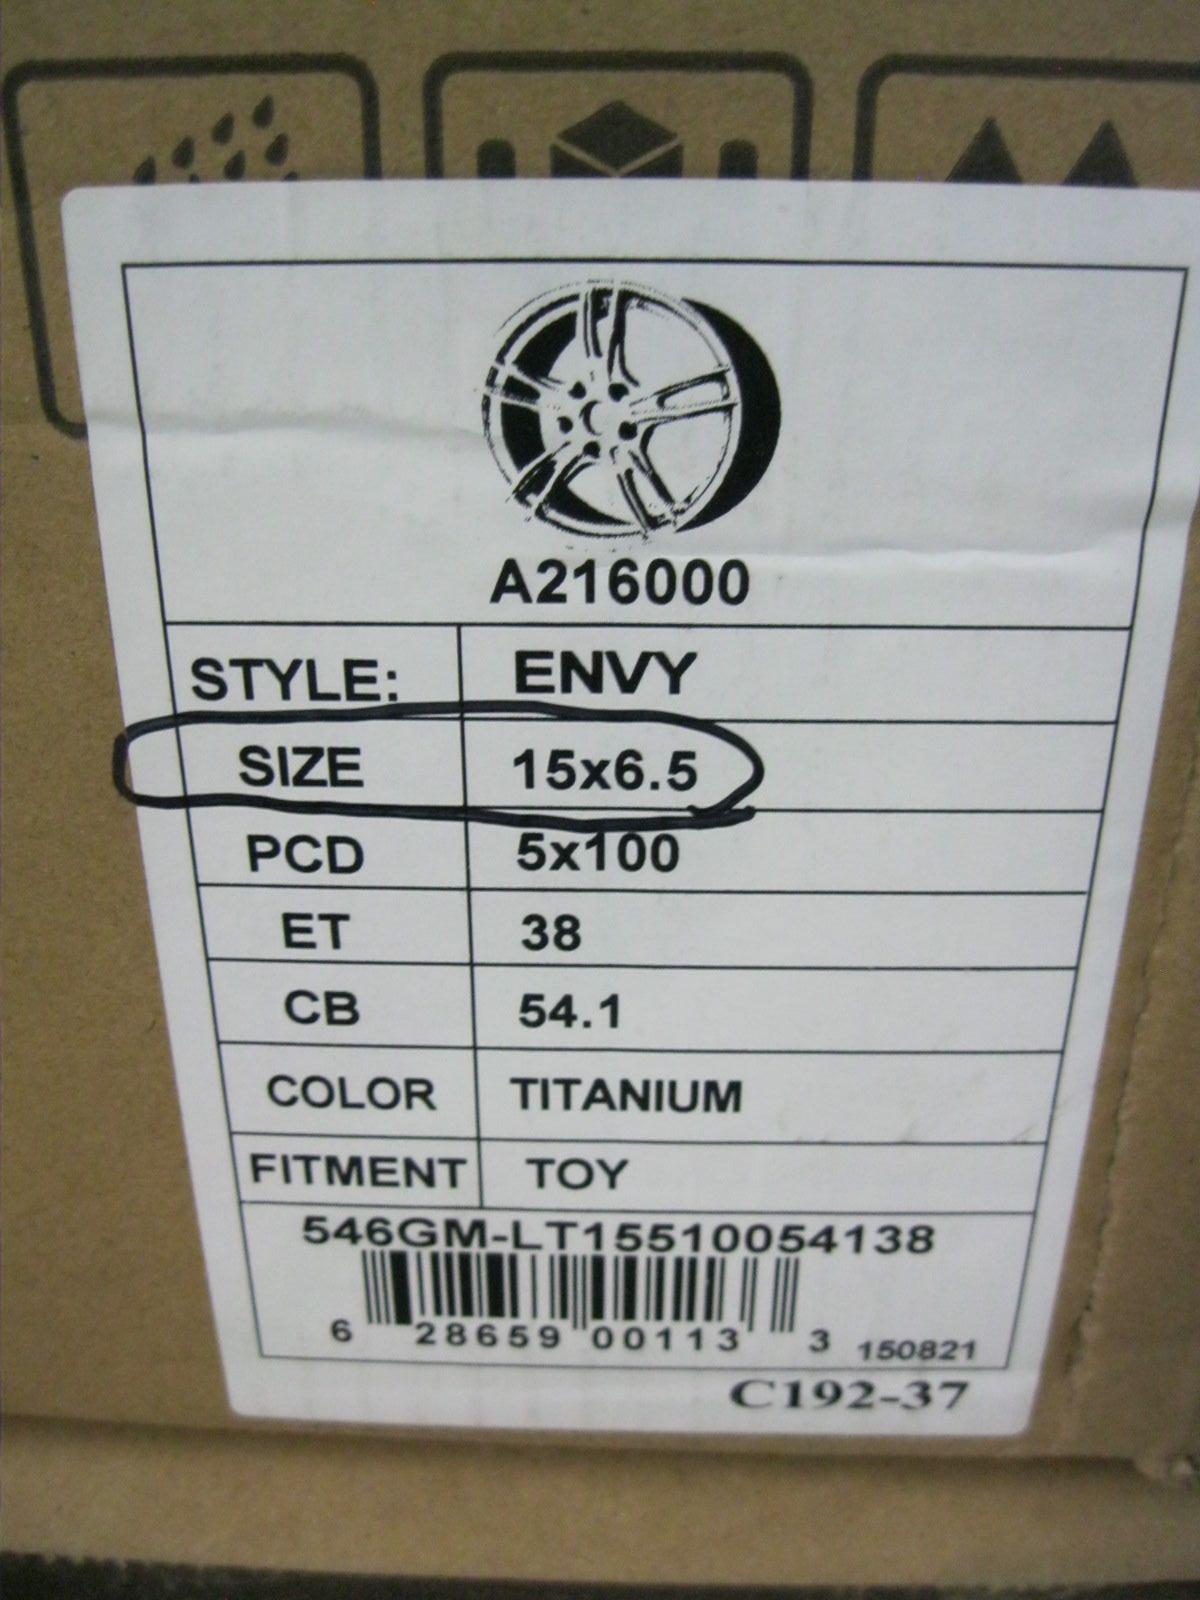 A216000
STYLE: ENVY
SIZE 15x6.5
PCD 5x100
ET 38
CB 54.1
COLOR TITANIUM
FITMENT TOY
546GM-LT15510054138
6 28659 00113 3 150821
C192-37